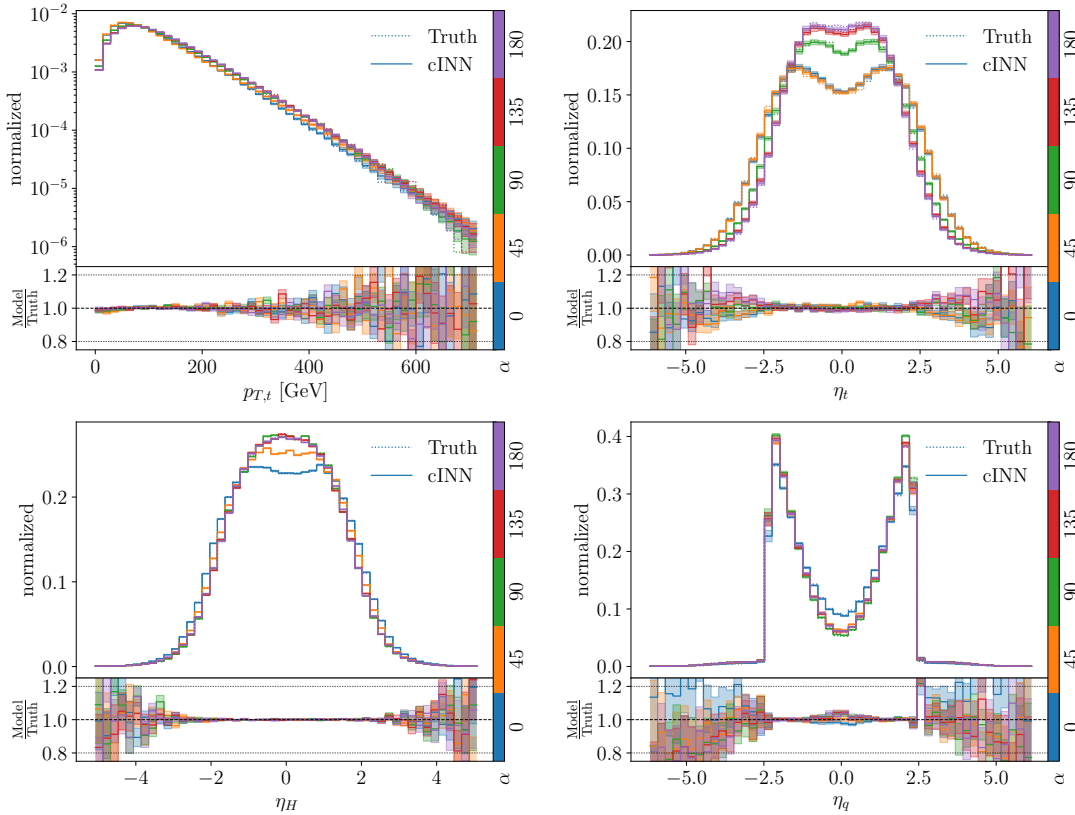 10⁻²
10⁻³
10⁻⁴
10⁻⁵
10⁻⁶
normalized
Truth
cINN
1.2
1.0
0.8
Model
Truth
0
200
400
600
p_{T,t} [GeV]
180
135
90
45
0
α
0.20
0.15
0.10
0.05
0.00
normalized
Truth
cINN
1.2
1.0
0.8
Model
Truth
−5.0
−2.5
0.0
2.5
5.0
η_t
180
135
90
45
0
α
0.2
0.1
0.0
normalized
Truth
cINN
1.2
1.0
0.8
Model
Truth
−4
−2
0
2
4
η_H
180
135
90
45
0
α
0.4
0.3
0.2
0.1
0.0
normalized
Truth
cINN
1.2
1.0
0.8
Model
Truth
−5.0
−2.5
0.0
2.5
5.0
η_q
180
135
90
45
0
α